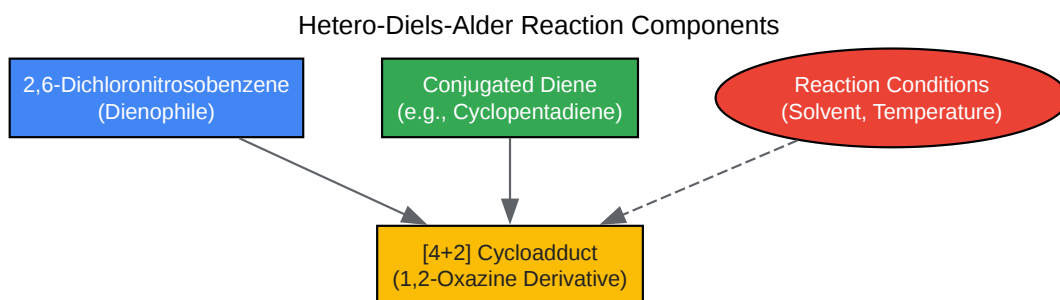 Hetero-Diels-Alder Reaction Components
2,6-Dichloronitrosobenzene
(Dienophile)
Conjugated Diene
(e.g., Cyclopentadiene)
Reaction Conditions
(Solvent, Temperature)
[4+2] Cycloadduct
(1,2-Oxazine Derivative)